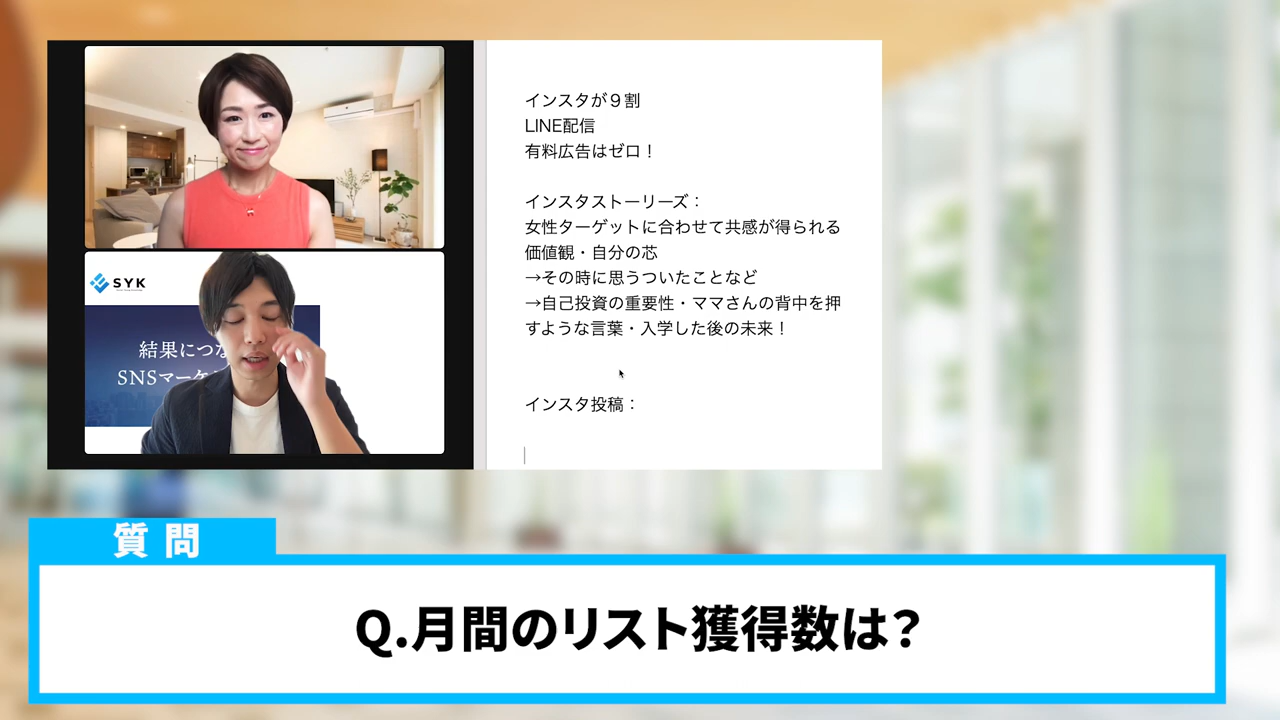 インスタが９割
LINE配信
有料広告はゼロ！
インスタストーリーズ：
女性ターゲットに合わせて共感が得られる
価値観・自分の芯
→その時に思うついたことなど
→自己投資の重要性・ママさんの背中を押
すような言葉・入学した後の未来！
インスタ投稿：
SYK
結果につな
SNSマーケ
質問
Q.月間のリスト獲得数は？